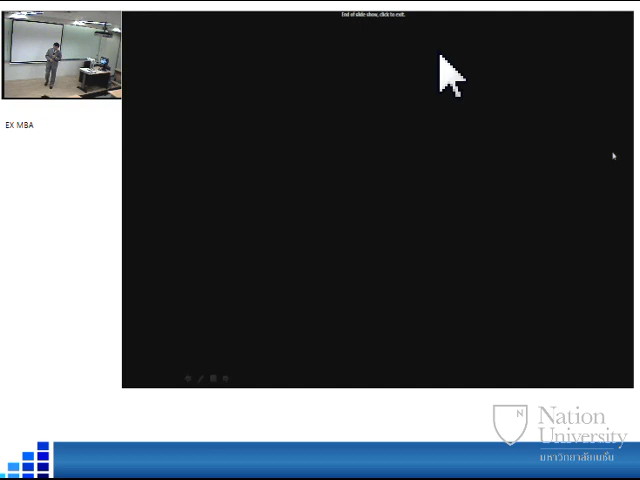 End of slide show, click to exit.
EX MBA
N
Nation
University
มหาวิทยาลัยเนชั่น